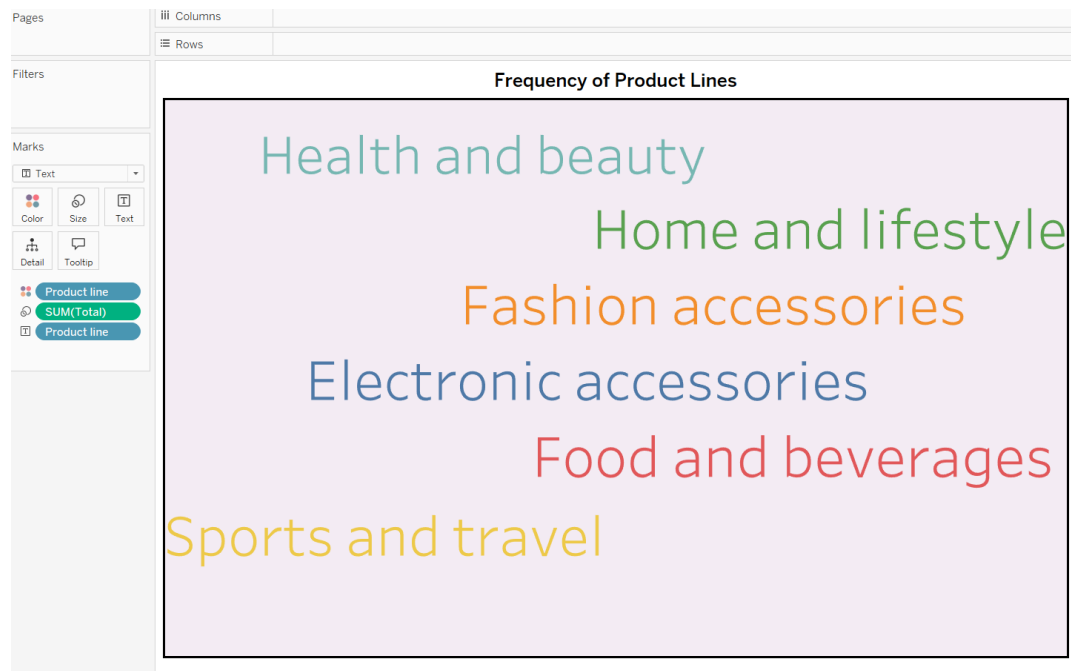 Pages
Columns
Rows
Filters
Frequency of Product Lines
Marks
Text
Color Size Text
Detail Tooltip
Product line
SUM(Total)
Product line
Health and beauty
Home and lifestyle
Fashion accessories
Electronic accessories
Food and beverages
Sports and travel